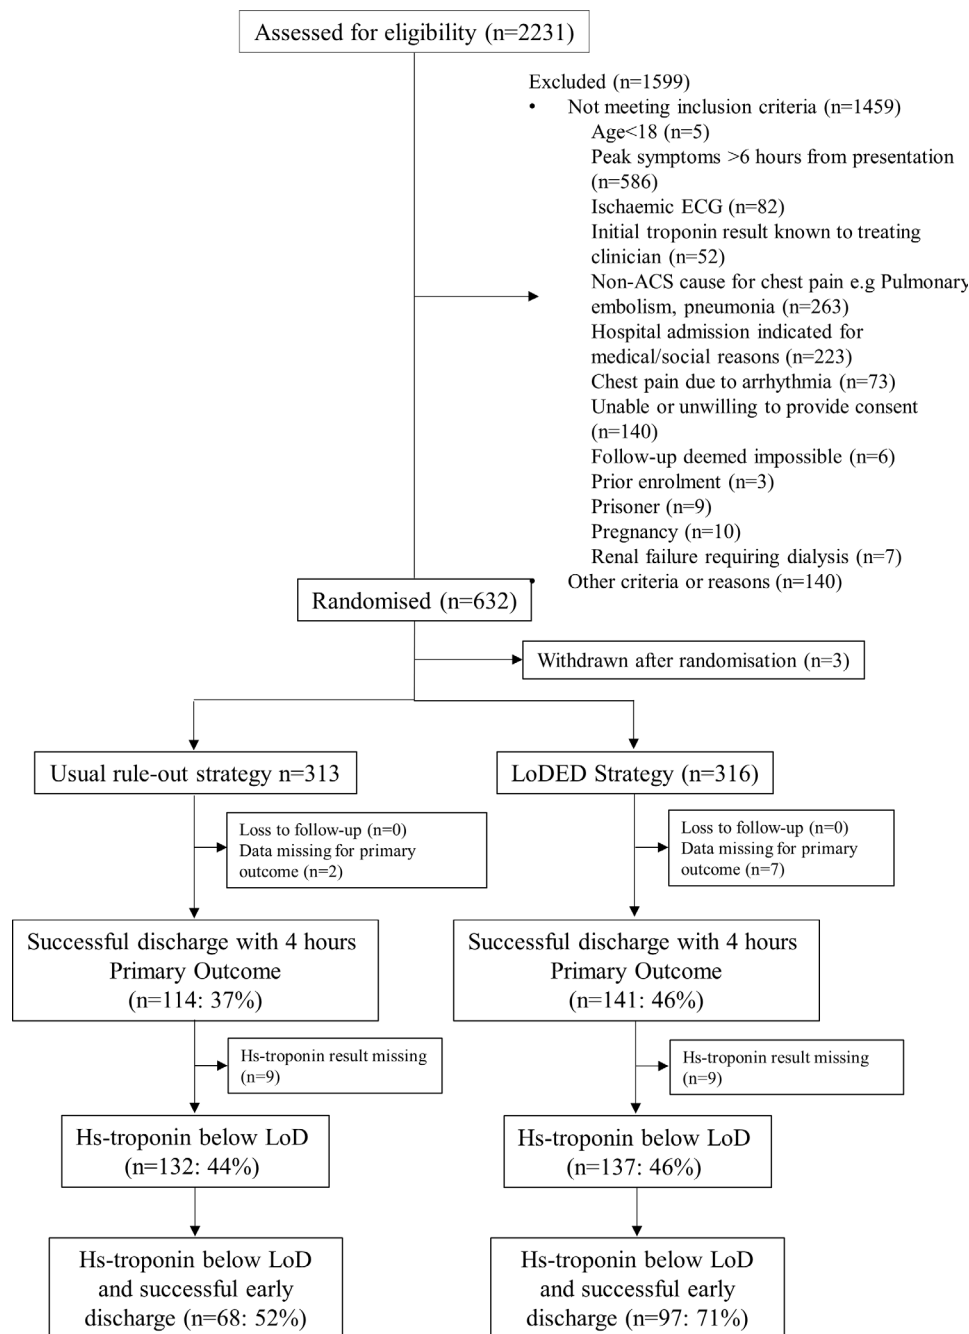 Assessed for eligibility (n=2231)
Excluded (n=1599)
• Not meeting inclusion criteria (n=1459)
Age<18 (n=5)
Peak symptoms >6 hours from presentation
(n=586)
Ischaemic ECG (n=82)
Initial troponin result known to treating
clinician (n=52)
Non-ACS cause for chest pain e.g Pulmonary
embolism, pneumonia (n=263)
Hospital admission indicated for
medical/social reasons (n=223)
Chest pain due to arrhythmia (n=73)
Unable or unwilling to provide consent
(n=140)
Follow-up deemed impossible (n=6)
Prior enrolment (n=3)
Prisoner (n=9)
Pregnancy (n=10)
Renal failure requiring dialysis (n=7)
• Other criteria or reasons (n=140)
Randomised (n=632)
Withdrawn after randomisation (n=3)
Usual rule-out strategy n=313
Loss to follow-up (n=0)
Data missing for primary
outcome (n=2)
Successful discharge with 4 hours
Primary Outcome
(n=114: 37%)
Hs-troponin result missing
(n=9)
Hs-troponin below LoD
(n=132: 44%)
Hs-troponin below LoD
and successful early
discharge (n=68: 52%)
LoDED Strategy (n=316)
Loss to follow-up (n=0)
Data missing for primary
outcome (n=7)
Successful discharge with 4 hours
Primary Outcome
(n=141: 46%)
Hs-troponin result missing
(n=9)
Hs-troponin below LoD
(n=137: 46%)
Hs-troponin below LoD
and successful early
discharge (n=97: 71%)